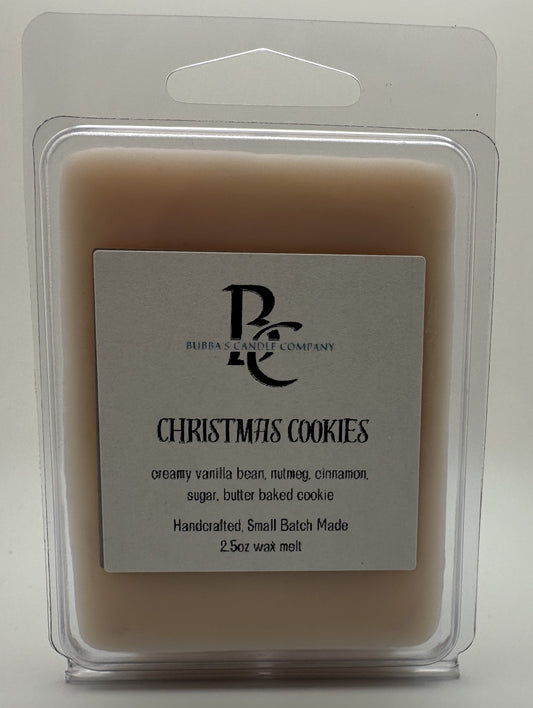 BC
BUBBA'S CANDLE COMPANY
CHRISTMAS COOKIES
creamy vanilla bean, nutmeg, cinnamon,
sugar, butter baked cookie
Handcrafted, Small Batch Made
2.5oz wax melt